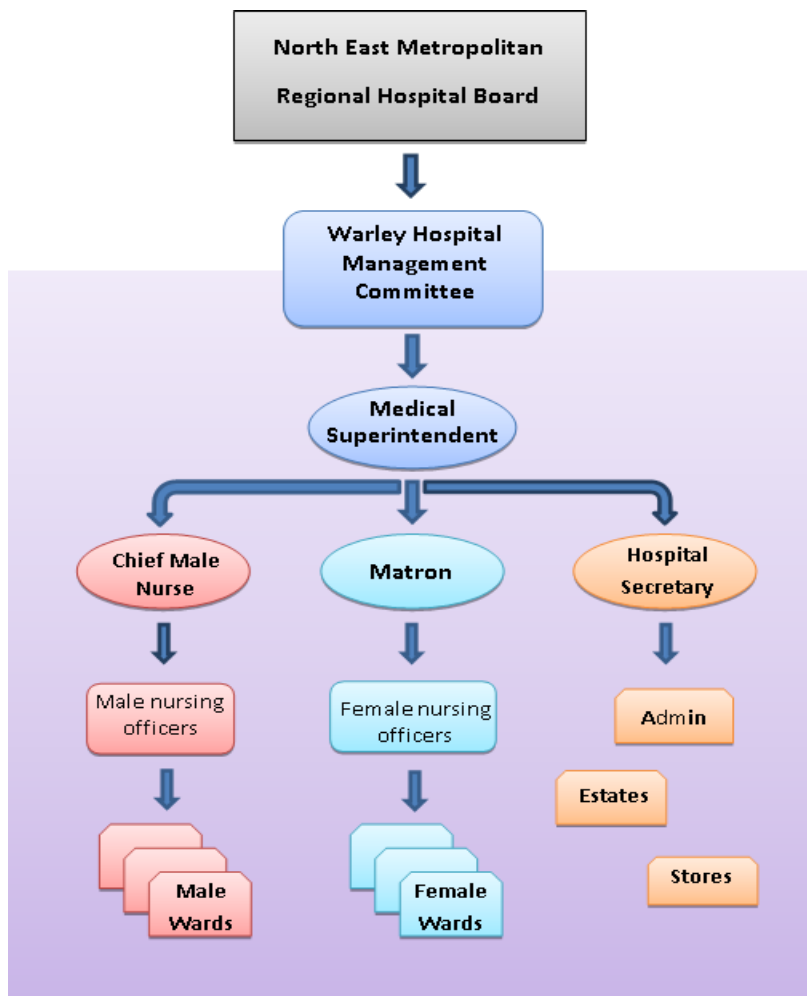 North East Metropolitan
Regional Hospital Board
Warley Hospital
Management
Committee
Medical
Superintendent
Chief Male
Nurse
Matron
Hospital
Secretary
Male nursing
officers
Female nursing
officers
Admin
Estates
Stores
Male
Wards
Female
Wards